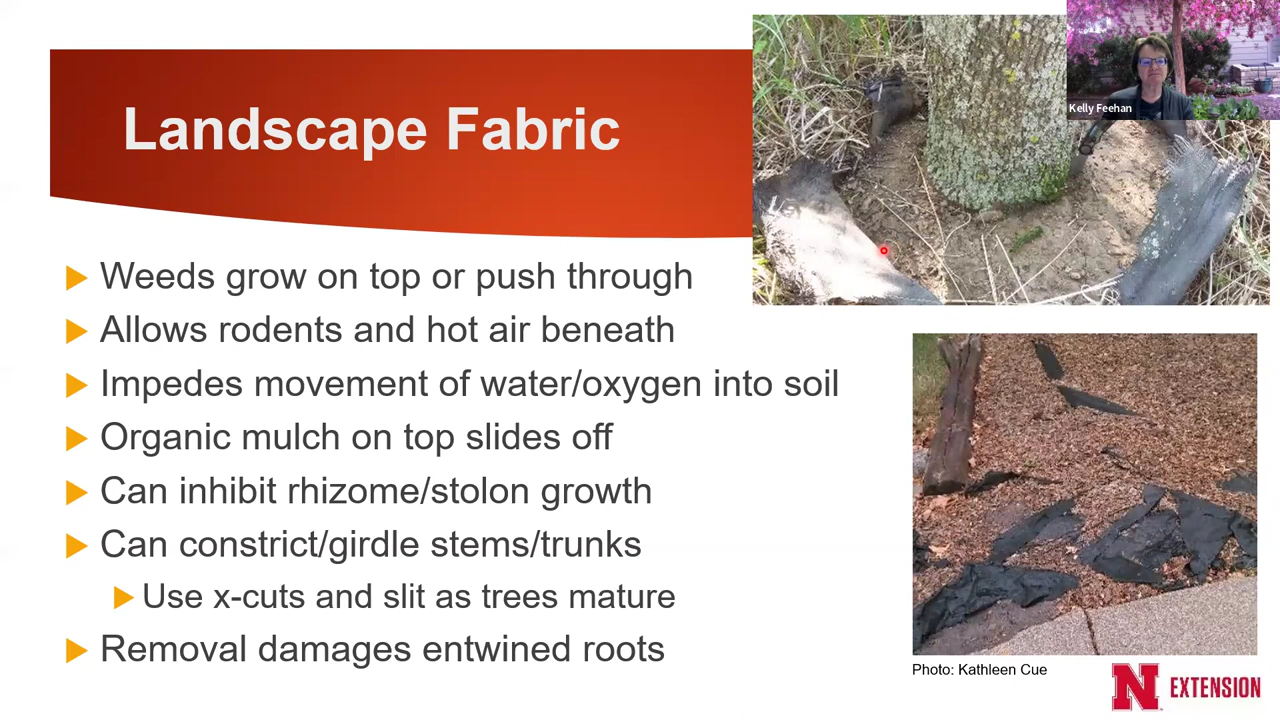 Landscape Fabric
Kelly Feehan
Weeds grow on top or push through
Allows rodents and hot air beneath
Impedes movement of water/oxygen into soil
Organic mulch on top slides off
Can inhibit rhizome/stolon growth
Can constrict/girdle stems/trunks
Use x-cuts and slit as trees mature
Removal damages entwined roots
Photo: Kathleen Cue
N EXTENSION